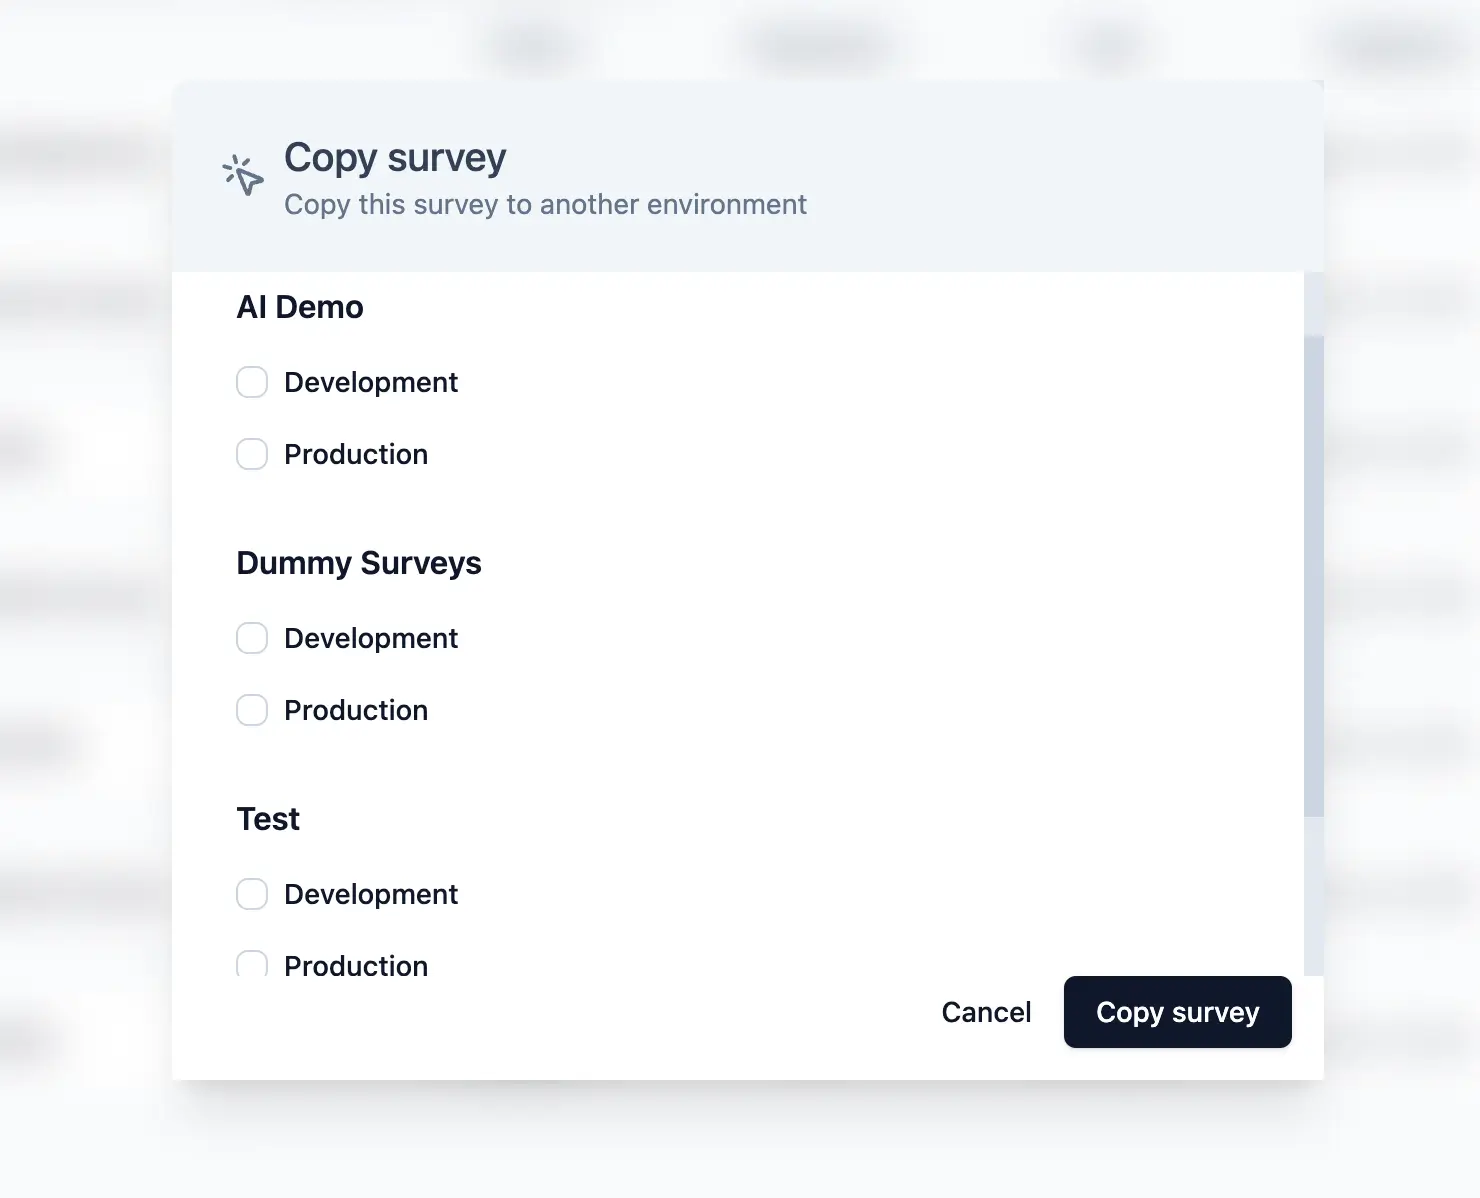 Copy survey
Copy this survey to another environment
AI Demo
Development
Production
Dummy Surveys
Development
Production
Test
Development
Production
Cancel
Copy survey